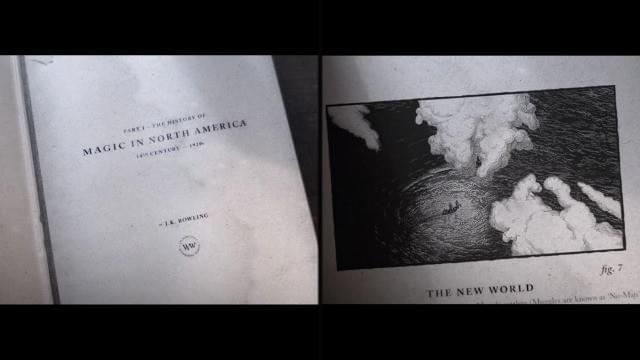 PART I – THE HISTORY OF
MAGIC IN NORTH AMERICA
14TH CENTURY – 1920s
– J.K. ROWLING
WW
fig. 7
THE NEW WORLD
(Muggles are known as ‘No-Maj’